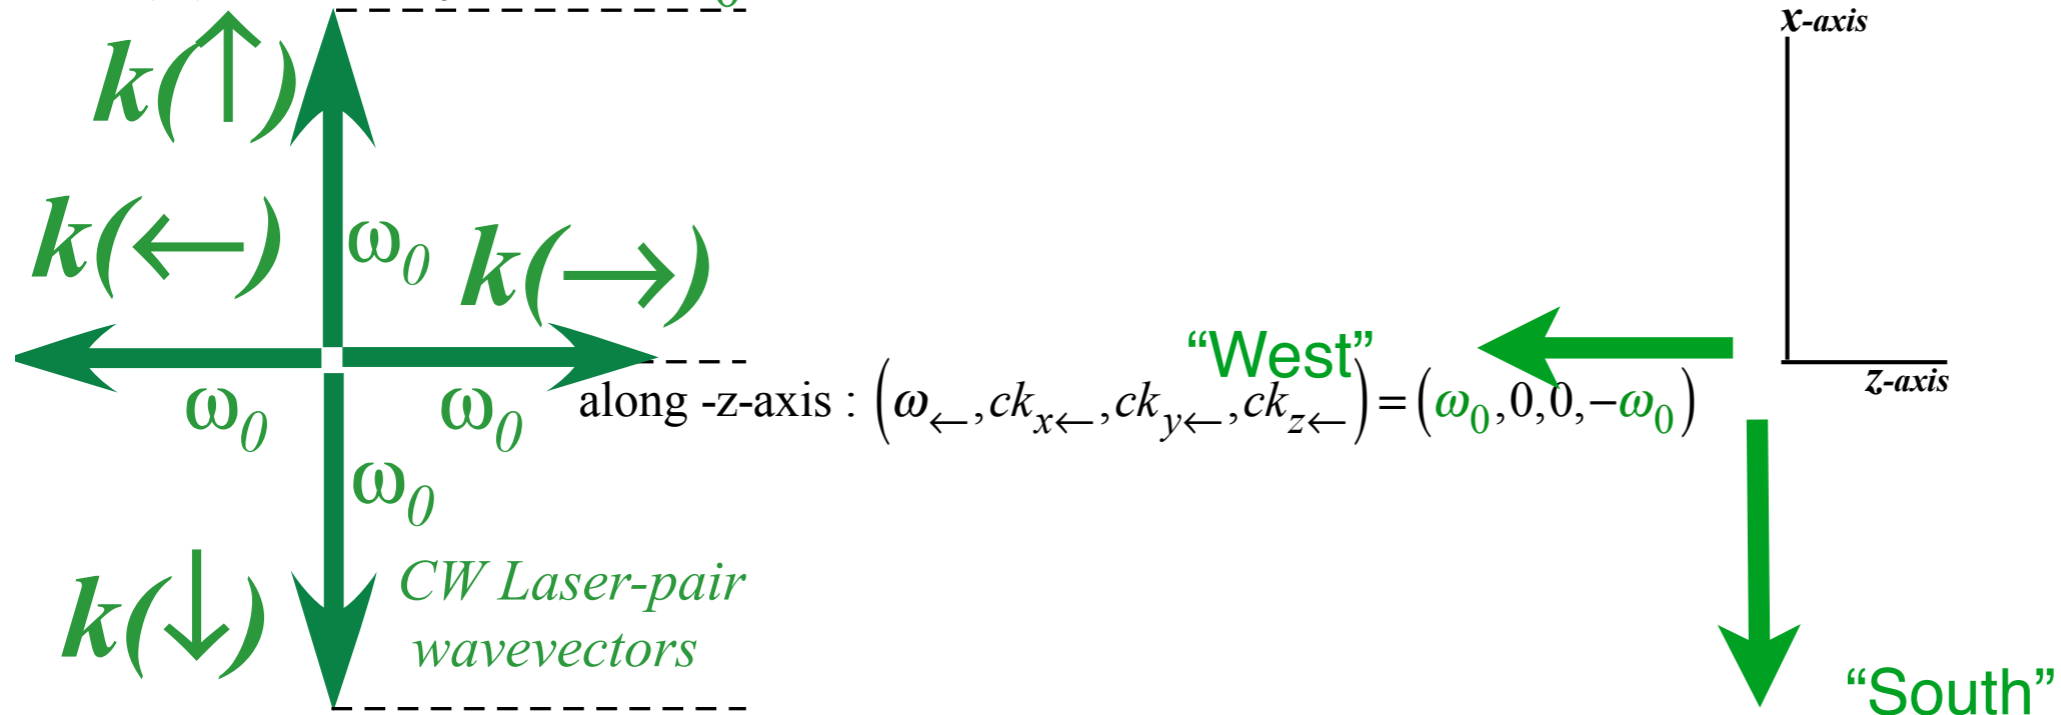 x-axis
k(↑)
k(←)
ω₀
k(→)
"West"
z-axis
ω₀
ω₀
along -z-axis : (ω←,ckx←,cky←,ckz←)=(ω₀,0,0,-ω₀)
ω₀
k(↓)
CW Laser-pair
wavevectors
"South"